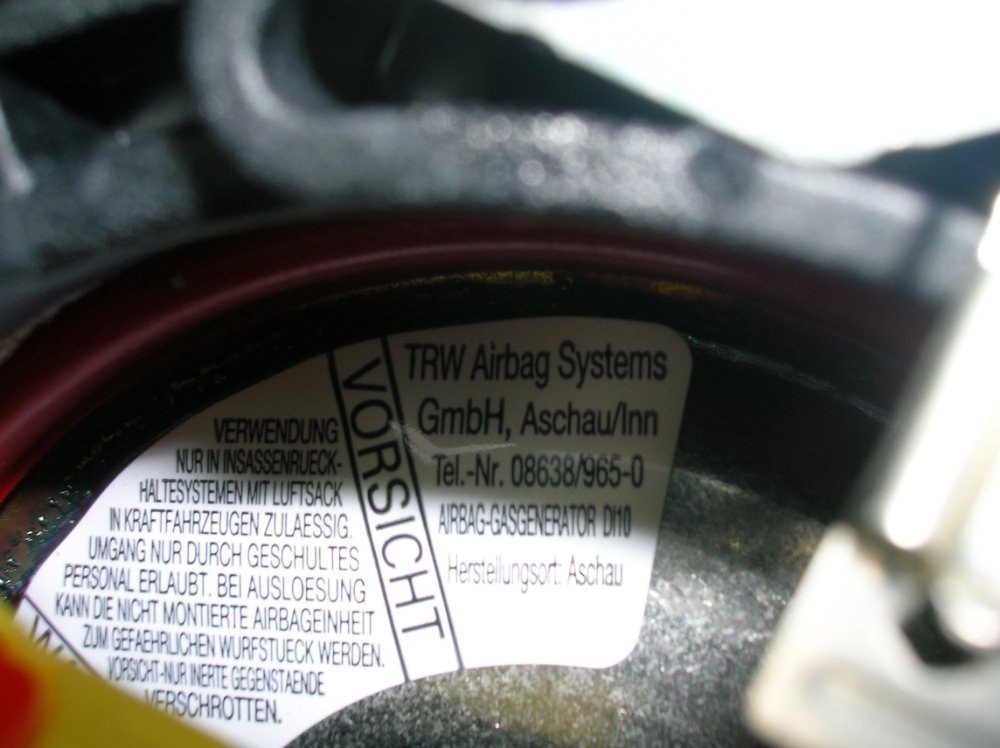 TRW Airbag Systems
GmbH, Aschau/Inn
Tel.-Nr. 08638/965-0
AIRBAG-GASGENERATOR DI10
Herstellungsort: Aschau
VORSICHT
VERWENDUNG
NUR IN INSASSENRUECK-
HALTESYSTEMEN MIT LUFTSACK
IN KRAFTFAHRZEUGEN ZULAESSIG.
UMGANG NUR DURCH GESCHULTES
PERSONAL ERLAUBT. BEI AUSLOESUNG
KANN DIE NICHT MONTIERTE AIRBAGEINHEIT
ZUM GEFAEHRLICHEN WURFSTUECK WERDEN.
VORSICHT-NUR INERTE GEGENSTAENDE
VERSCHROTTEN.